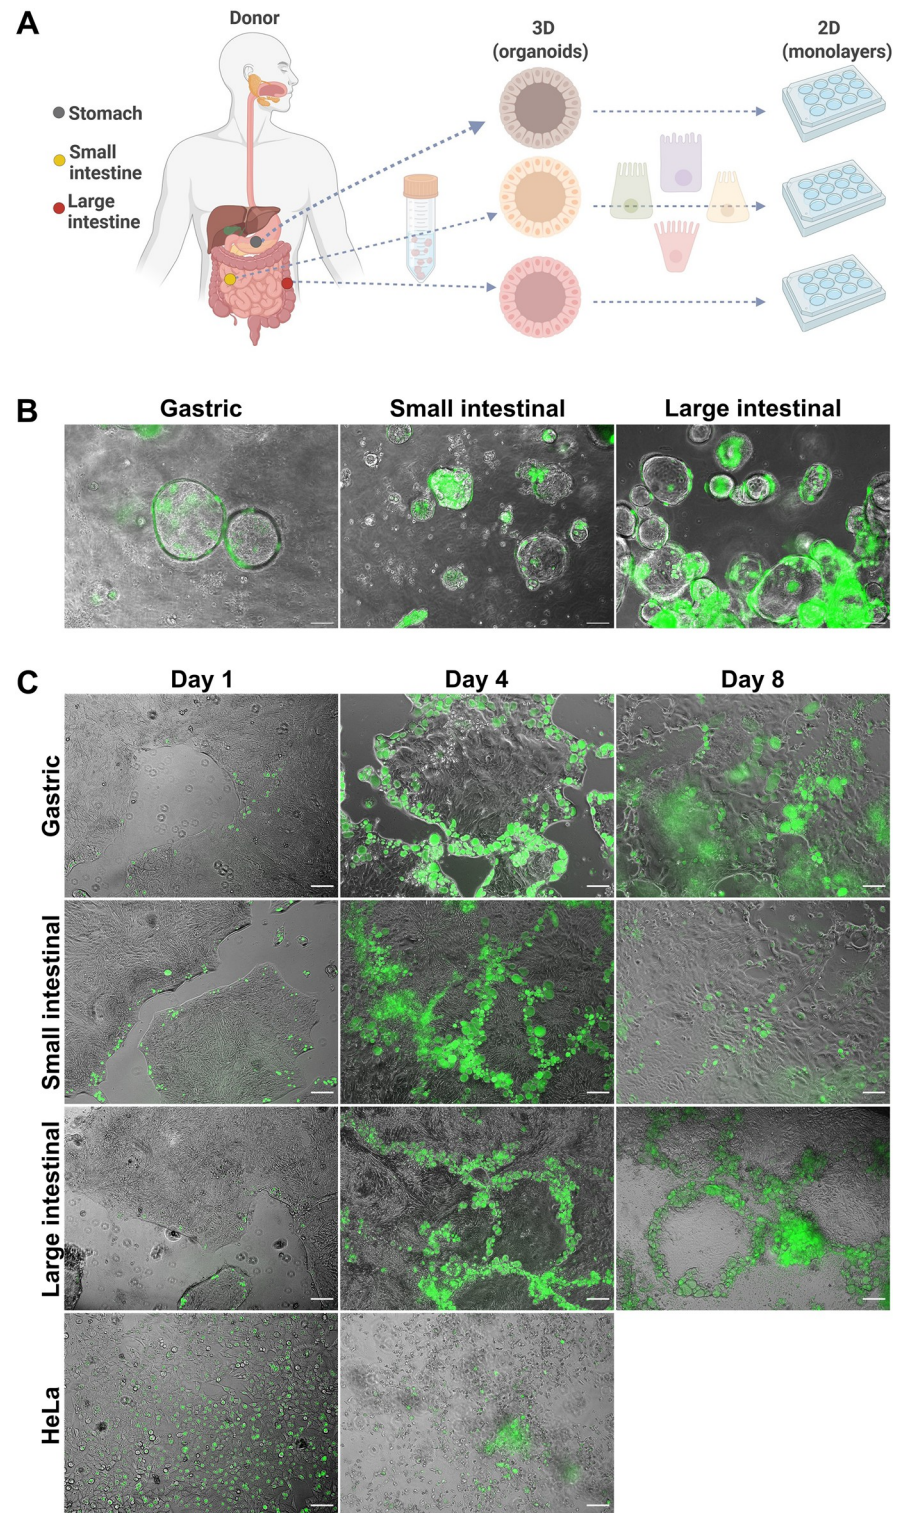 A
Donor
3D
(organoids)
2D
(monolayers)
Stomach
Small
intestine
Large
intestine
B
Gastric
Small intestinal
Large intestinal
C
Day 1
Day 4
Day 8
Gastric
Small intestinal
Large intestinal
HeLa